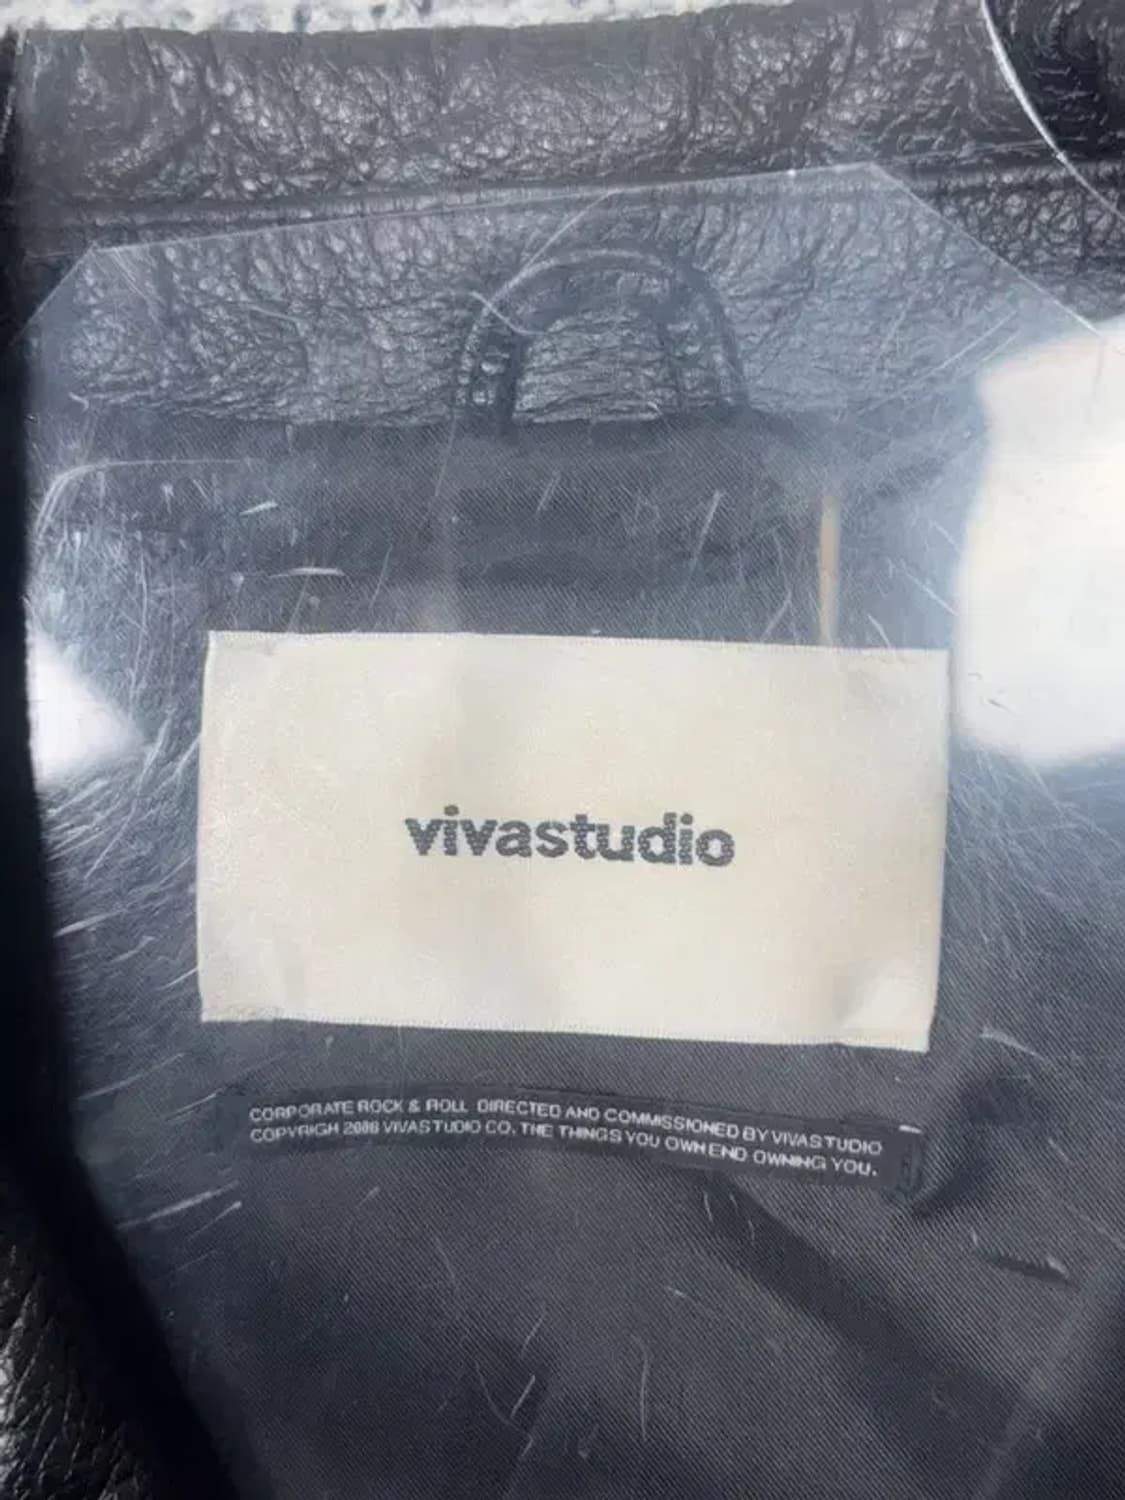 vivastudio
CORPORATE ROCK & ROLL DIRECTED AND COMMISSIONED BY VIVASTUDIO
COPYRIGH 2006 VIVASTUDIO CO. THE THINGS YOU OWN END OWNING YOU.